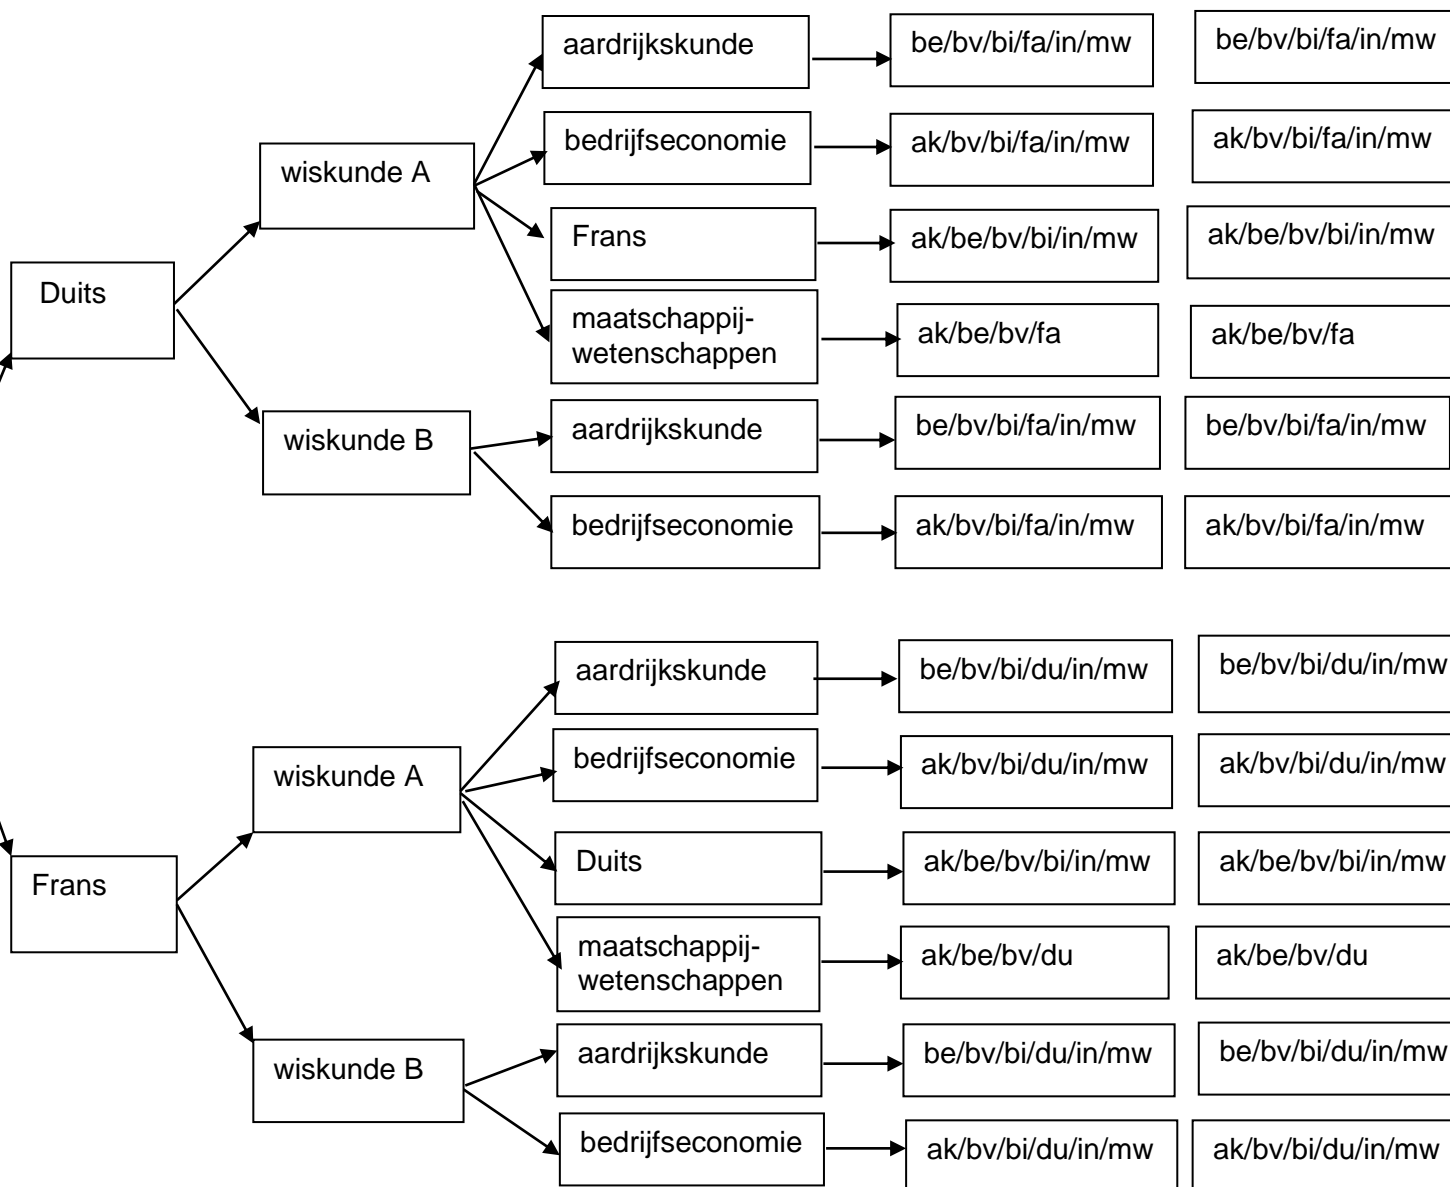 aardrijkskunde be/bv/bi/fa/in/mw be/bv/bi/fa/in/mw
bedrijfseconomie ak/bv/bi/fa/in/mw ak/bv/bi/fa/in/mw
wiskunde A
Frans ak/be/bv/bi/in/mw ak/be/bv/bi/in/mw
Duits
maatschappij-
wetenschappen
ak/be/bv/fa ak/be/bv/fa
wiskunde B
aardrijkskunde be/bv/bi/fa/in/mw be/bv/bi/fa/in/mw
bedrijfseconomie ak/bv/bi/fa/in/mw ak/bv/bi/fa/in/mw
aardrijkskunde be/bv/bi/du/in/mw be/bv/bi/du/in/mw
bedrijfseconomie ak/bv/bi/du/in/mw ak/bv/bi/du/in/mw
wiskunde A
Duits ak/be/bv/bi/in/mw ak/be/bv/bi/in/mw
Frans
maatschappij-
wetenschappen
ak/be/bv/du ak/be/bv/du
wiskunde B
aardrijkskunde be/bv/bi/du/in/mw be/bv/bi/du/in/mw
bedrijfseconomie ak/bv/bi/du/in/mw ak/bv/bi/du/in/mw